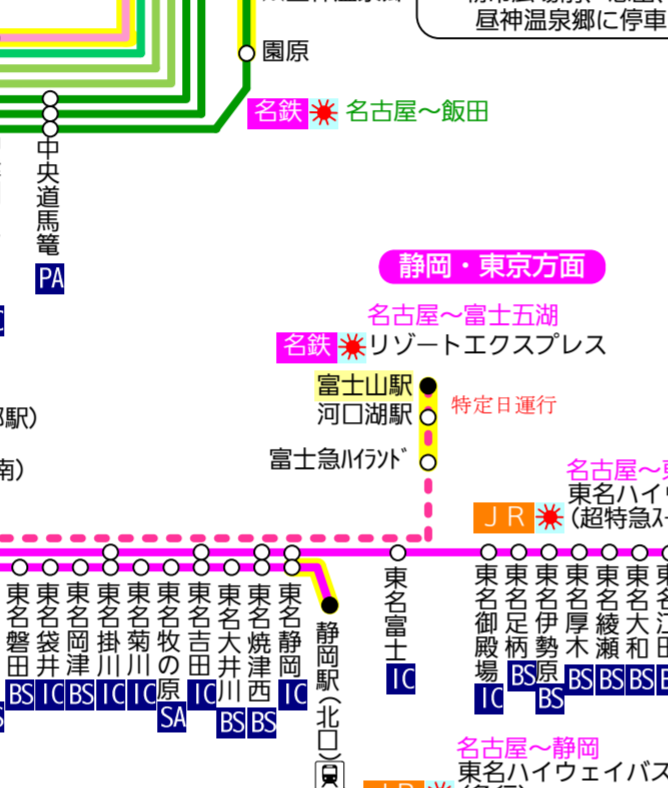 昼神温泉郷に停車
園原
名鉄 名古屋～飯田
中央道馬籠
PA
静岡・東京方面
名古屋～富士五湖
名鉄 リゾートエクスプレス
富士山駅
特定日運行
河口湖駅
富士急ﾊｲﾗﾝﾄﾞ
駅)
南)
名古屋～東
東名ハイウ
JR (超特急ｽｰ
東名磐田 BS
東名袋井 IC
東名岡津 BS
東名掛川 IC
東名菊川 IC
東名牧の原 SA
東名吉田 IC
東名大井川 BS
東名焼津西 BS
東名静岡 IC
静岡駅(北口)
東名富士 IC
東名御殿場 IC
東名足柄 BS
東名伊勢原 BS
東名厚木 BS
東名綾瀬 BS
東名大和 BS
東名江田
名古屋～静岡
東名ハイウェイバス
JR